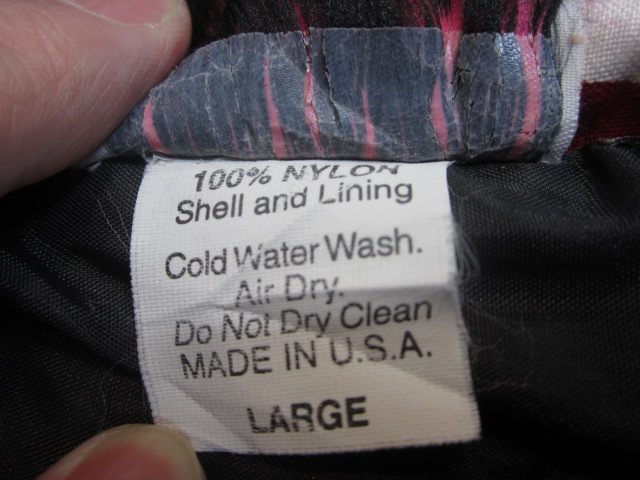 100% NYLON
Shell and Lining
Cold Water Wash.
Air Dry.
Do Not Dry Clean
MADE IN U.S.A.
LARGE